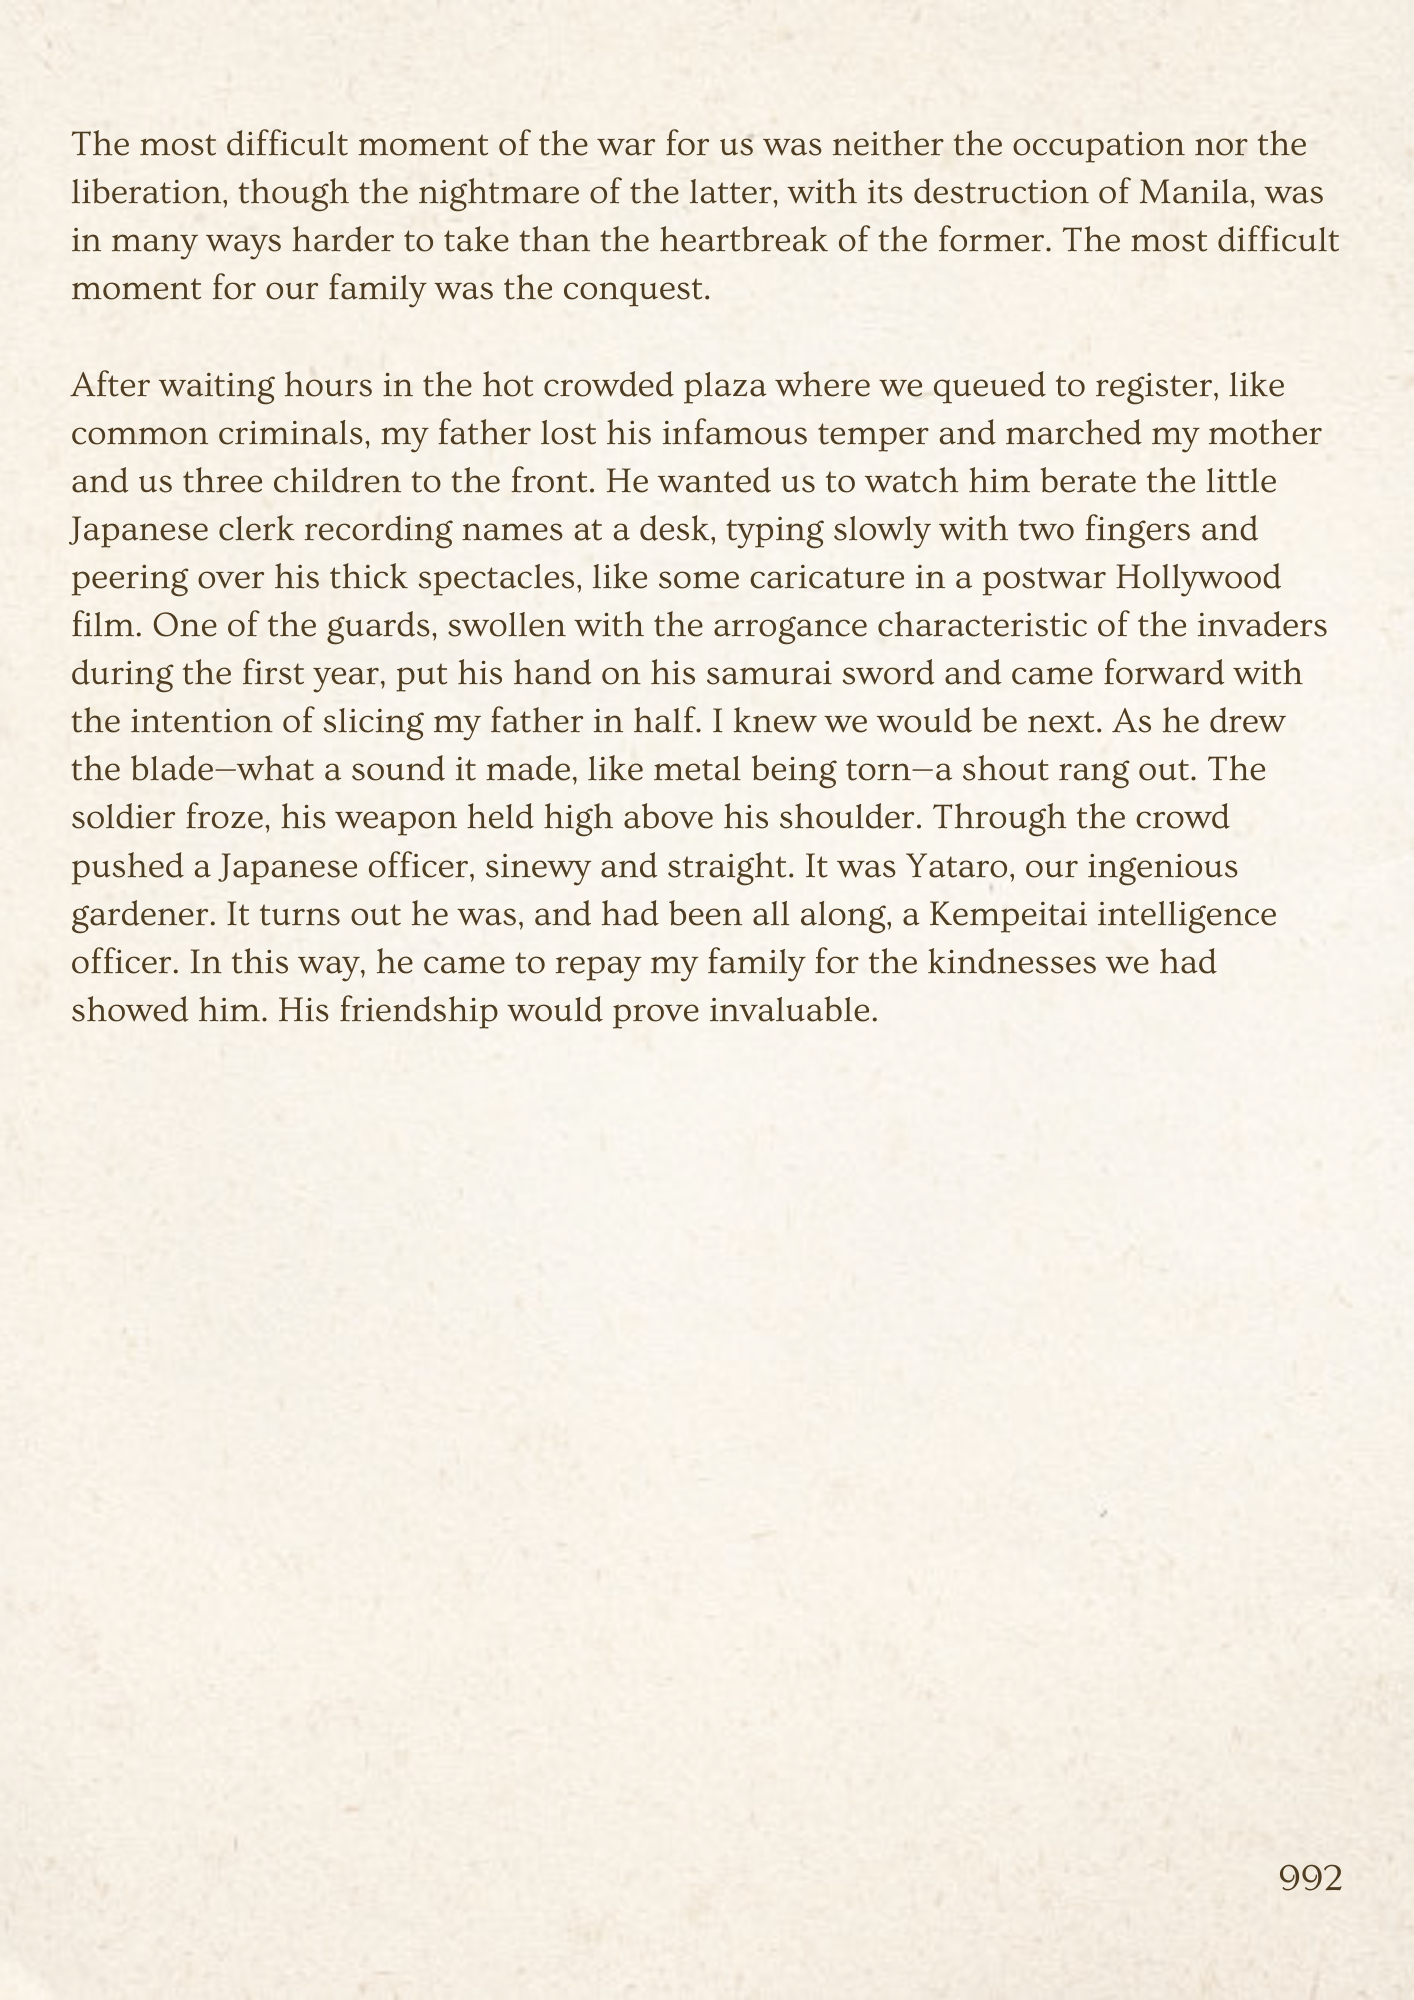 The most difficult moment of the war for us was neither the occupation nor the
liberation, though the nightmare of the latter, with its destruction of Manila, was
in many ways harder to take than the heartbreak of the former. The most difficult
moment for our family was the conquest.
After waiting hours in the hot crowded plaza where we queued to register, like
common criminals, my father lost his infamous temper and marched my mother
and us three children to the front. He wanted us to watch him berate the little
Japanese clerk recording names at a desk, typing slowly with two fingers and
peering over his thick spectacles, like some caricature in a postwar Hollywood
film. One of the guards, swollen with the arrogance characteristic of the invaders
during the first year, put his hand on his samurai sword and came forward with
the intention of slicing my father in half. I knew we would be next. As he drew
the blade—what a sound it made, like metal being torn—a shout rang out. The
soldier froze, his weapon held high above his shoulder. Through the crowd
pushed a Japanese officer, sinewy and straight. It was Yataro, our ingenious
gardener. It turns out he was, and had been all along, a Kempeitai intelligence
officer. In this way, he came to repay my family for the kindnesses we had
showed him. His friendship would prove invaluable.
992